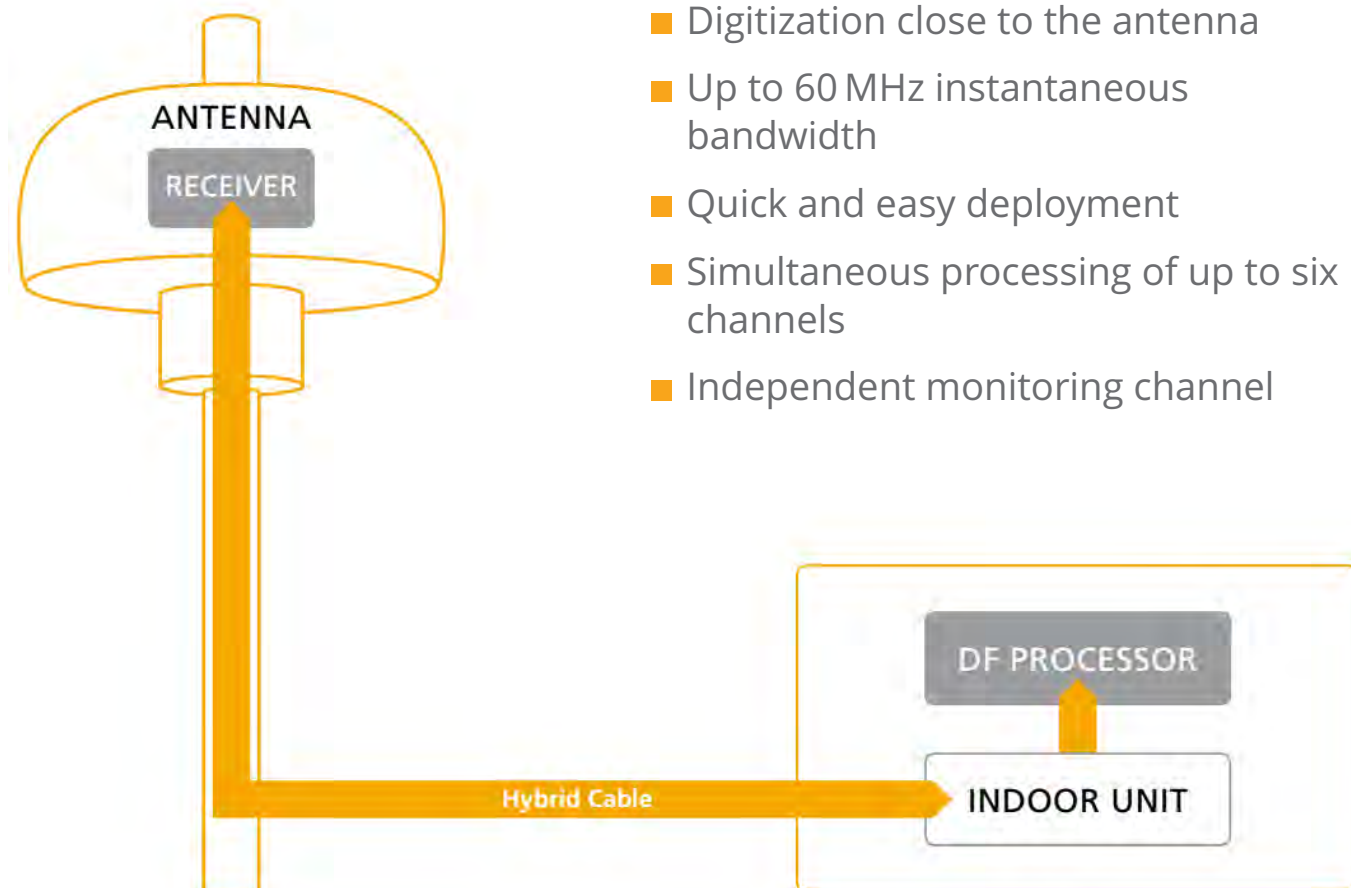 Digitization close to the antenna
Up to 60 MHz instantaneous
bandwidth
Quick and easy deployment
Simultaneous processing of up to six
channels
Independent monitoring channel
ANTENNA
RECEIVER
DF PROCESSOR
Hybrid Cable
INDOOR UNIT